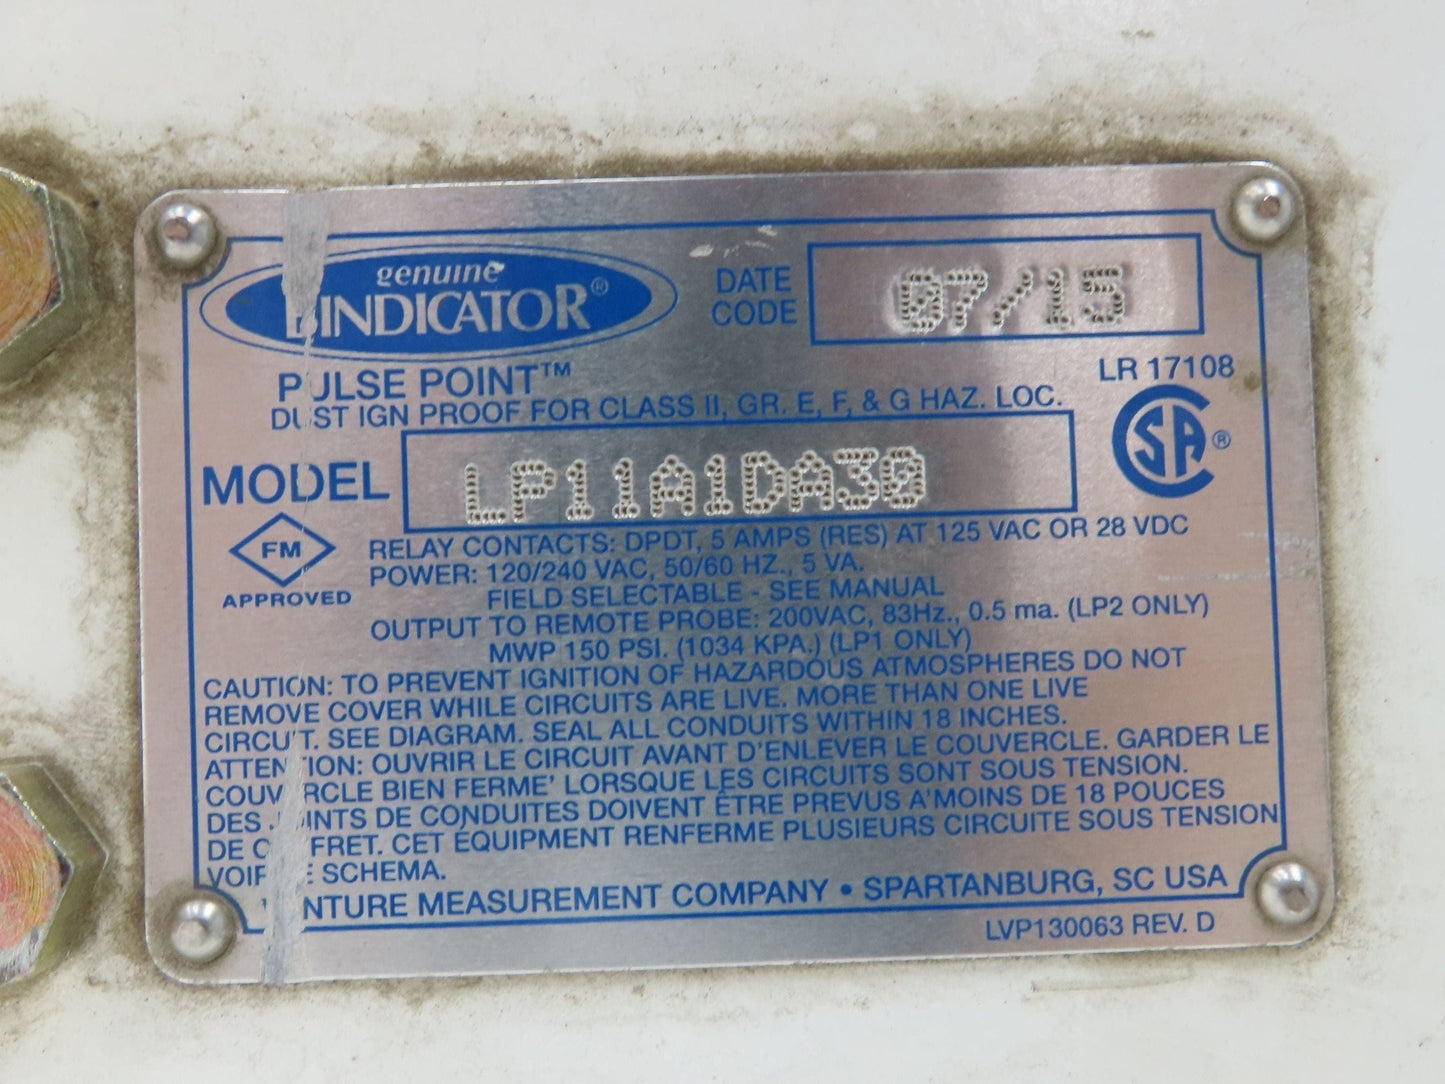 genuine
BINDICATOR®
DATE CODE
07/15
PULSE POINT™
LR 17108
DUST IGN PROOF FOR CLASS II, GR. E, F, & G HAZ. LOC.
SA®
MODEL
LP11A1DA30
FM
APPROVED
RELAY CONTACTS: DPDT, 5 AMPS (RES) AT 125 VAC OR 28 VDC
POWER: 120/240 VAC, 50/60 HZ., 5 VA.
FIELD SELECTABLE - SEE MANUAL
OUTPUT TO REMOTE PROBE: 200VAC, 83Hz., 0.5 ma. (LP2 ONLY)
MWP 150 PSI. (1034 KPA.) (LP1 ONLY)
CAUTION: TO PREVENT IGNITION OF HAZARDOUS ATMOSPHERES DO NOT
REMOVE COVER WHILE CIRCUITS ARE LIVE. MORE THAN ONE LIVE
CIRCUIT. SEE DIAGRAM. SEAL ALL CONDUITS WITHIN 18 INCHES.
ATTENTION: OUVRIR LE CIRCUIT AVANT D'ENLEVER LE COUVERCLE. GARDER LE
COUVERCLE BIEN FERME' LORSQUE LES CIRCUITS SONT SOUS TENSION.
DES JOINTS DE CONDUITES DOIVENT ÊTRE PREVUS A'MOINS DE 18 POUCES
DE COFFRET. CET ÉQUIPMENT RENFERME PLUSIEURS CIRCUITE SOUS TENSION
VOIR LE SCHEMA.
VENTURE MEASUREMENT COMPANY • SPARTANBURG, SC USA
LVP130063 REV. D